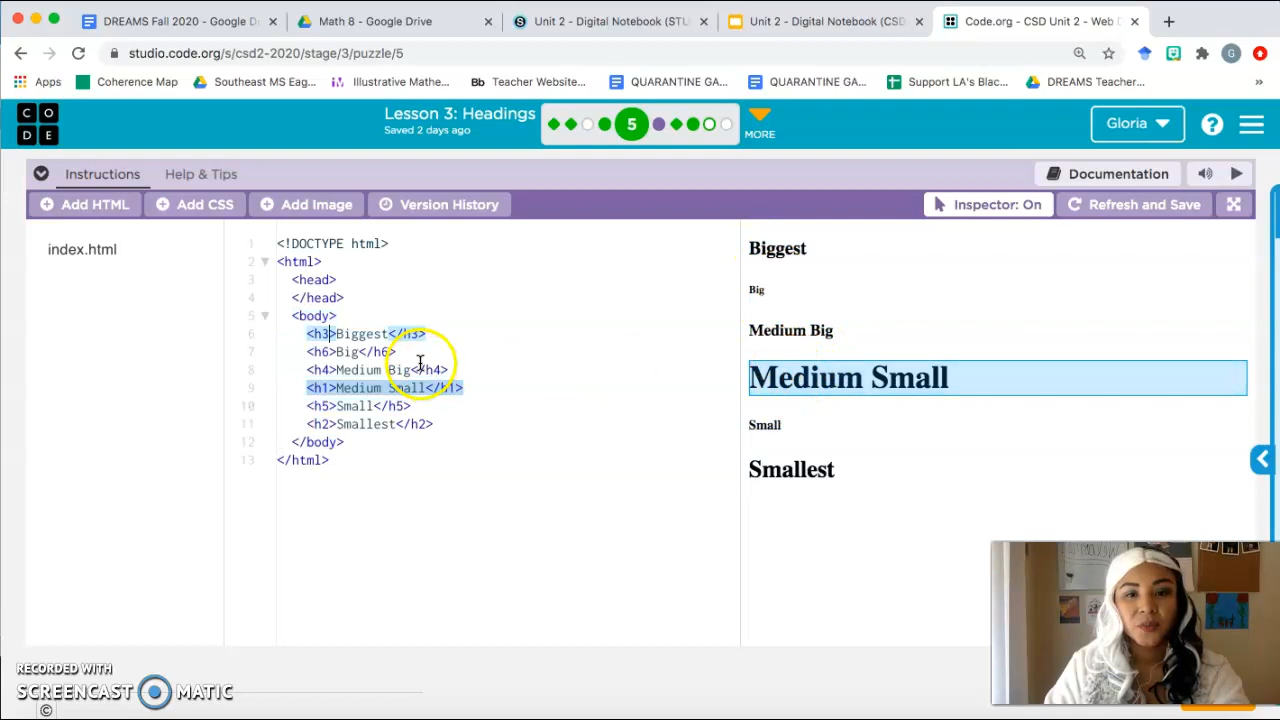 DREAMS Fall 2020 - Google D
Math 8 - Google Drive
Unit 2 - Digital Notebook (STU
Unit 2 - Digital Notebook (CSD
Code.org - CSD Unit 2 - Web D
studio.code.org/s/csd2-2020/stage/3/puzzle/5
G
Apps
Coherence Map
Southeast MS Eag...
Illustrative Mathe...
Bb Teacher Website...
QUARANTINE GA...
QUARANTINE GA...
Support LA's Blac...
DREAMS Teacher...
»
C O
D E
Lesson 3: Headings
Saved 2 days ago
5
MORE
Gloria
?
Instructions
Help & Tips
Documentation
Add HTML
Add CSS
Add Image
Version History
Inspector: On
Refresh and Save
index.html
1 <!DOCTYPE html>
2 <html>
3 <head>
4 </head>
5 <body>
6 <h3>Biggest</h3>
7 <h6>Big</h6>
8 <h4>Medium Big</h4>
9 <h1>Medium Small</h1>
10 <h5>Small</h5>
11 <h2>Smallest</h2>
12 </body>
13 </html>
Biggest
Big
Medium Big
Medium Small
Small
Smallest
RECORDED WITH
SCREENCAST MATIC
©